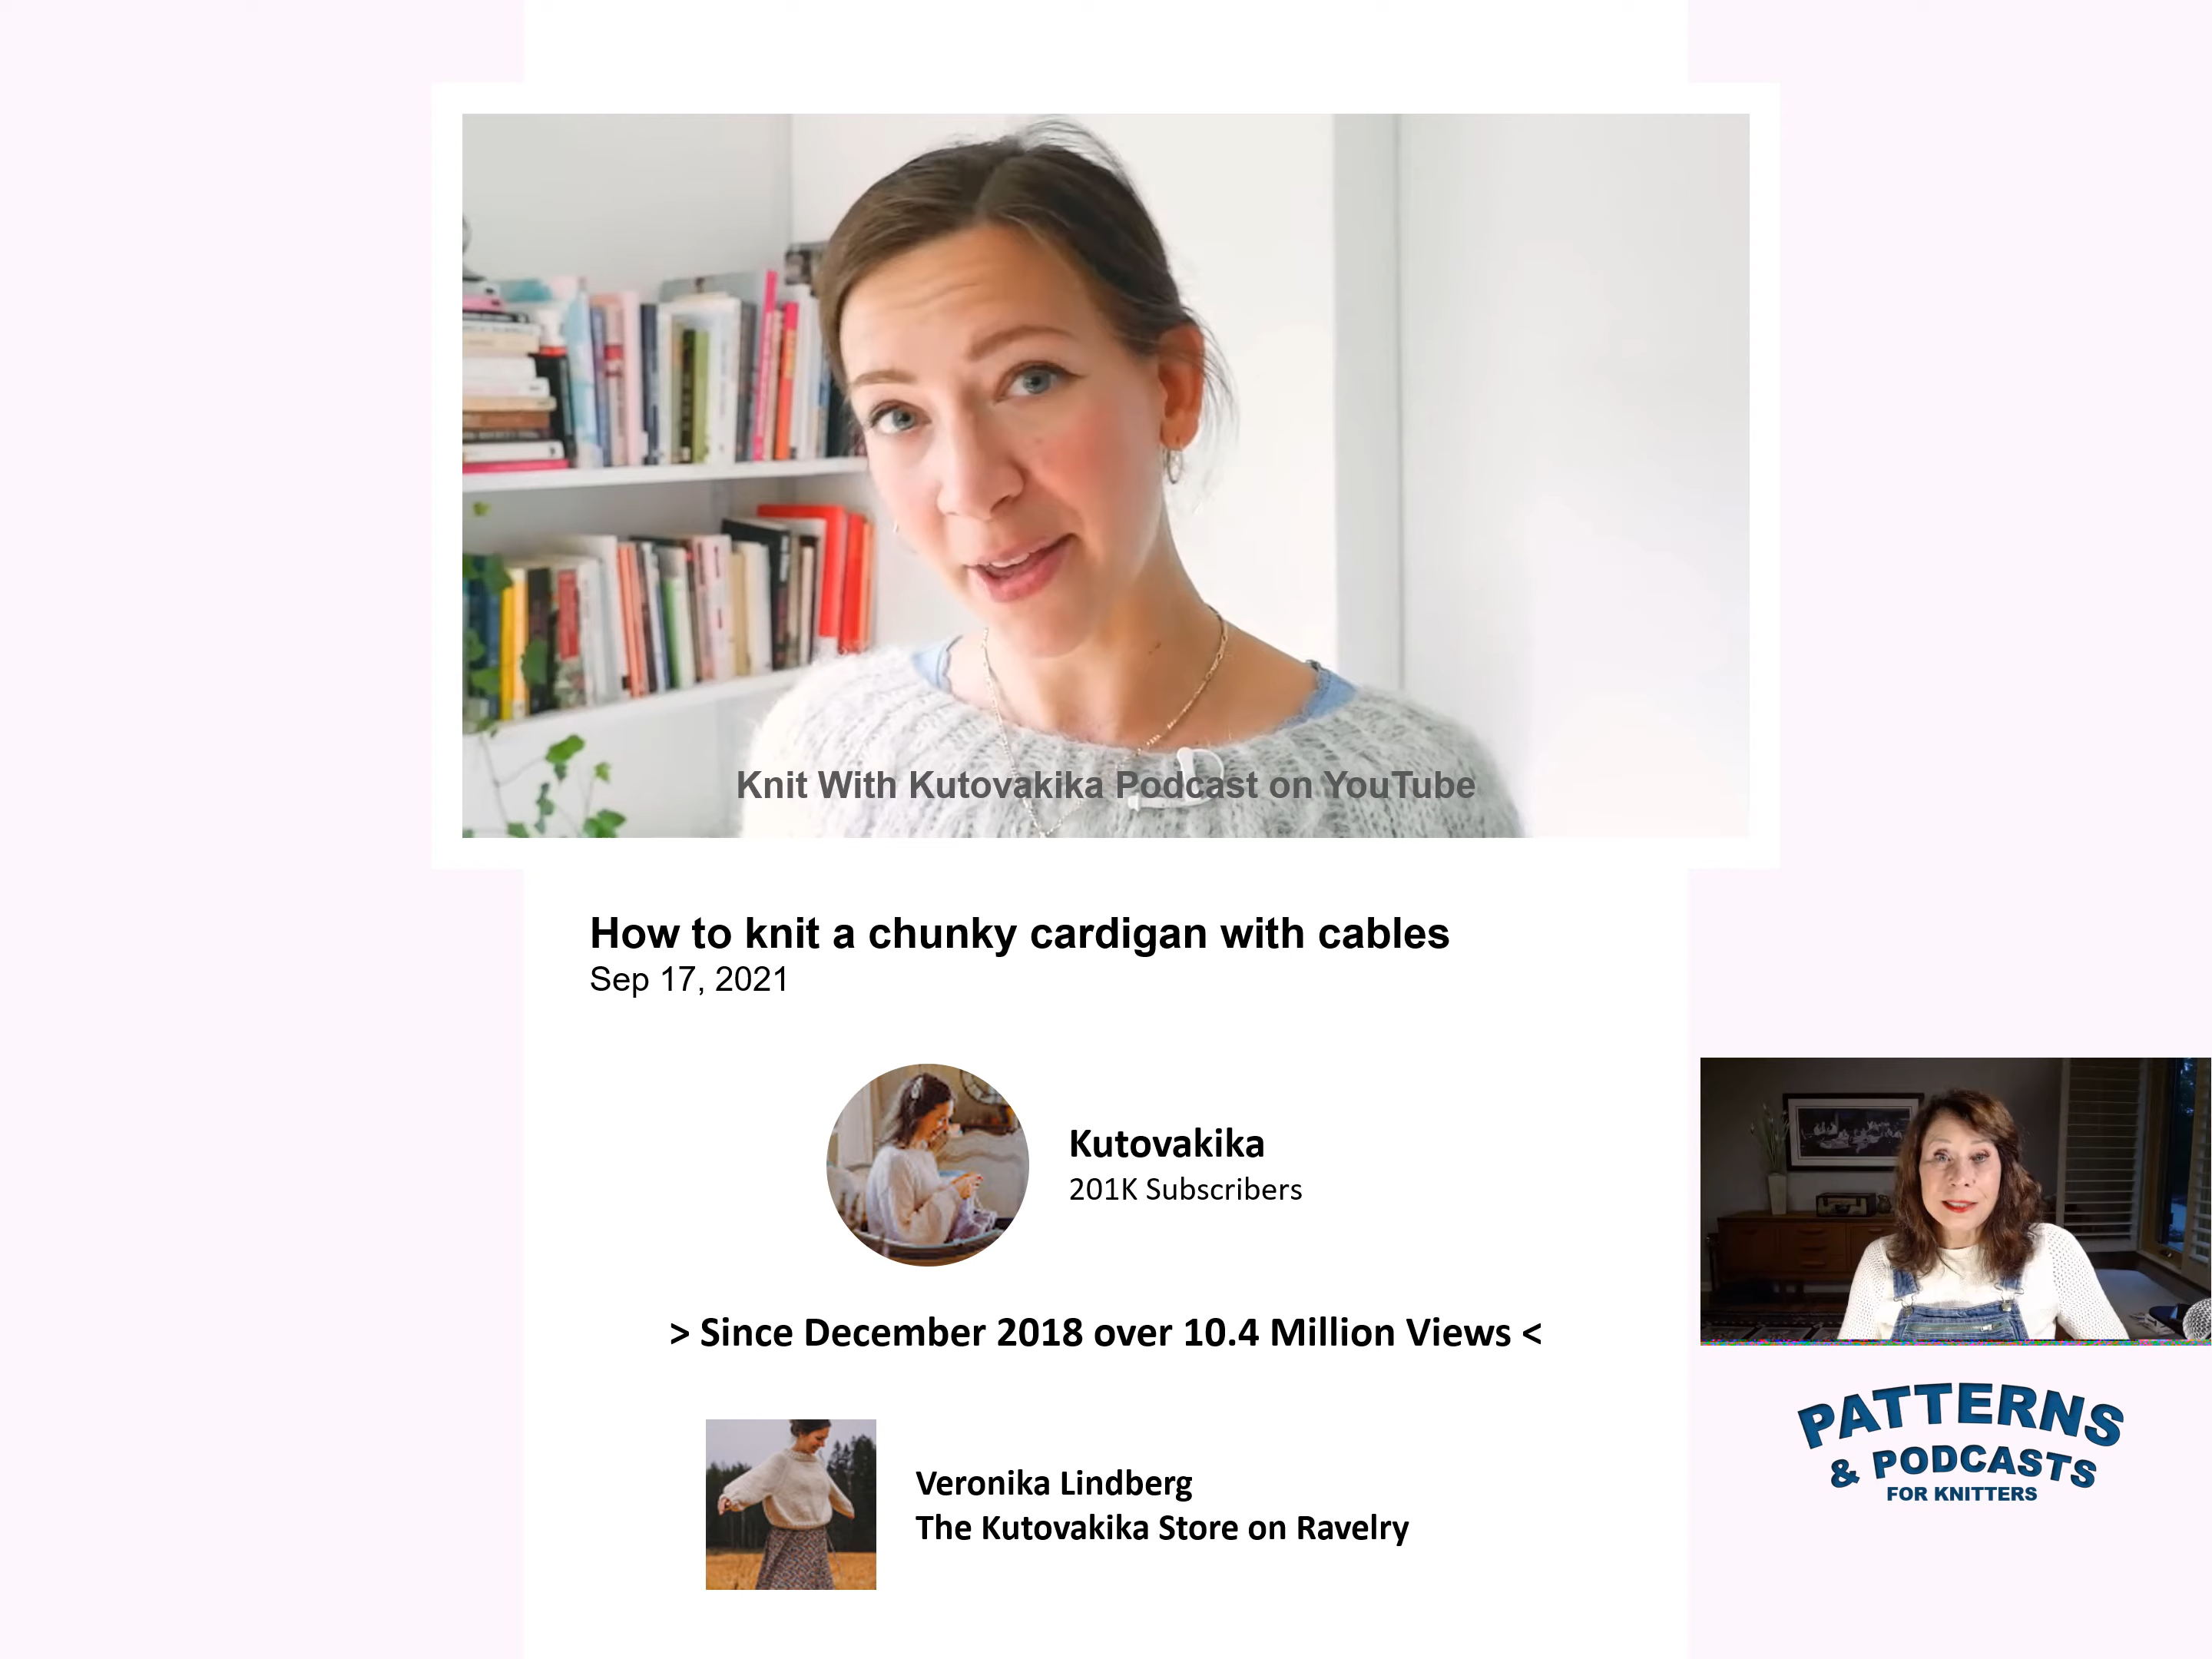 Knit With Kutovakika Podcast on YouTube
How to knit a chunky cardigan with cables
Sep 17, 2021
Kutovakika
201K Subscribers
> Since December 2018 over 10.4 Million Views <
Veronika Lindberg
The Kutovakika Store on Ravelry
PATTERNS
& PODCASTS
FOR KNITTERS